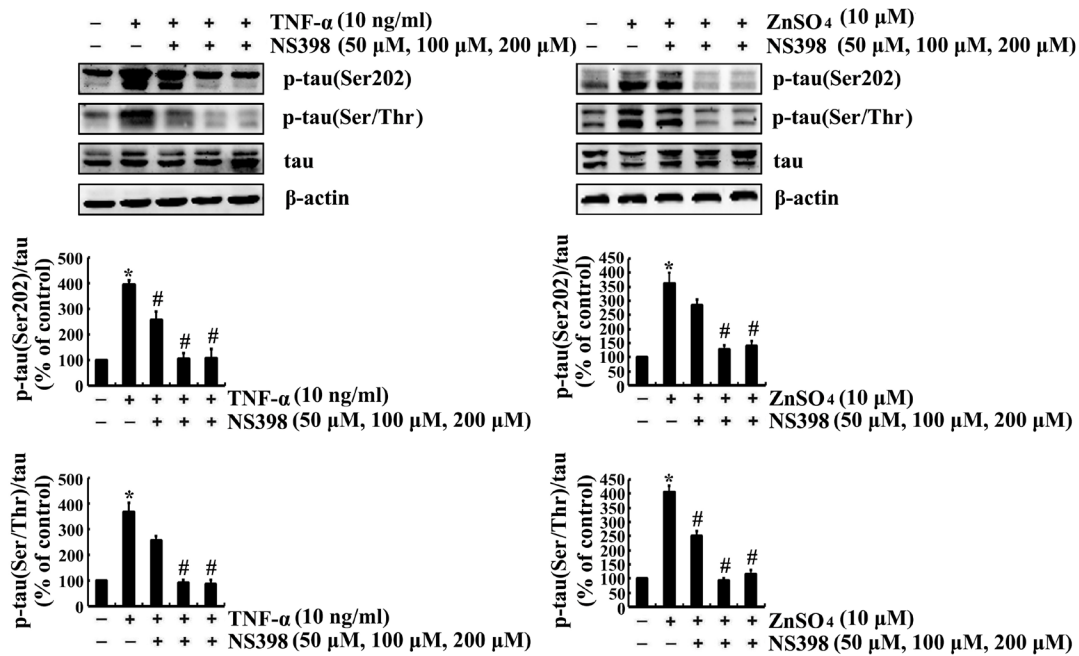 – + + + + TNF-α (10 ng/ml)
– – + + + NS398 (50 μM, 100 μM, 200 μM)
p-tau(Ser202)
p-tau(Ser/Thr)
tau
β-actin
– + + + + ZnSO4 (10 μM)
– – + + + NS398 (50 μM, 100 μM, 200 μM)
p-tau(Ser202)
p-tau(Ser/Thr)
tau
β-actin
p-tau(Ser202)/tau
(% of control)
500
400
300
200
100
0
*
#
#
#
– + + + + TNF-α (10 ng/ml)
– – + + + NS398 (50 μM, 100 μM, 200 μM)
p-tau(Ser202)/tau
(% of control)
450
400
350
300
250
200
150
100
50
0
*
#
#
– + + + + ZnSO4 (10 μM)
– – + + + NS398 (50 μM, 100 μM, 200 μM)
p-tau(Ser/Thr)/tau
(% of control)
500
400
300
200
100
0
*
#
#
– + + + + TNF-α (10 ng/ml)
– – + + + NS398 (50 μM, 100 μM, 200 μM)
p-tau(Ser/Thr)/tau
(% of control)
450
400
350
300
250
200
150
100
50
0
*
#
#
#
– + + + + ZnSO4 (10 μM)
– – + + + NS398 (50 μM, 100 μM, 200 μM)